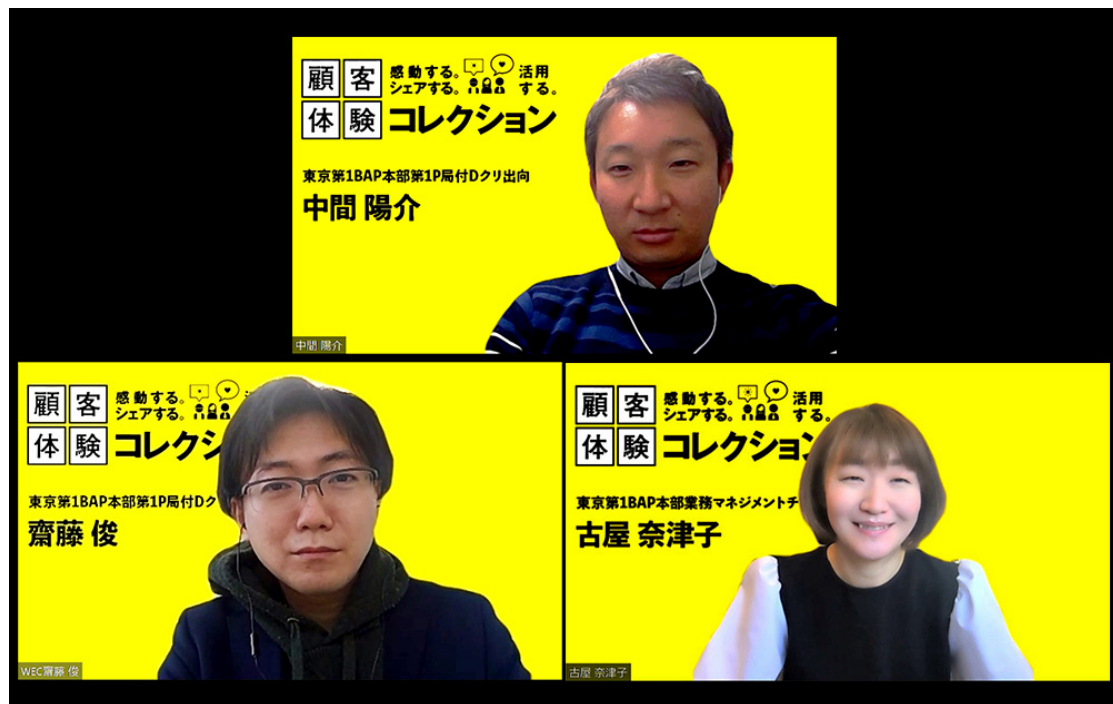 顧客 感動する。 活用
体験 シェアする。 する。
コレクション
東京第1BAP本部第1P局付Dクリ出向
中間 陽介
中間 陽介
顧客 感動する。
体験 シェアする。
コレクシ
東京第1BAP本部第1P局付Dク
齋藤 俊
WEC齋藤 俊
顧客 感動する。 活用
体験 シェアする。 する。
コレクション
東京第1BAP本部業務マネジメントチ
古屋 奈津子
古屋 奈津子